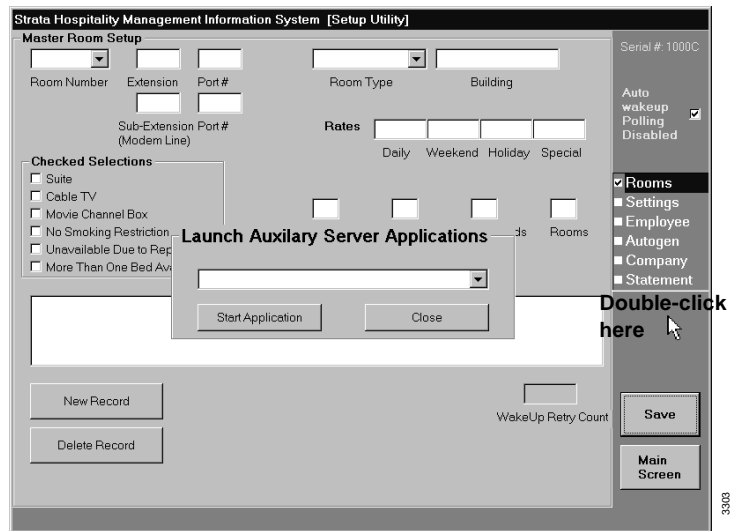 Strata Hospitality Management Information System [Setup Utility]
Master Room Setup
Serial #: 1000C
Room Number Extension Port # Room Type Building
Auto
wakeup
Polling
Disabled
Sub-Extension Port #
(Modem Line)
Rates
Daily Weekend Holiday Special
Checked Selections
Suite
Cable TV
Movie Channel Box
No Smoking Restriction
Unavailable Due to Rep
More Than One Bed Ava
ds Rooms
Rooms
Settings
Employee
Autogen
Company
Statement
Launch Auxilary Server Applications
Start Application Close
Double-click
here
New Record
Delete Record
WakeUp Retry Count
Save
Main
Screen
3303